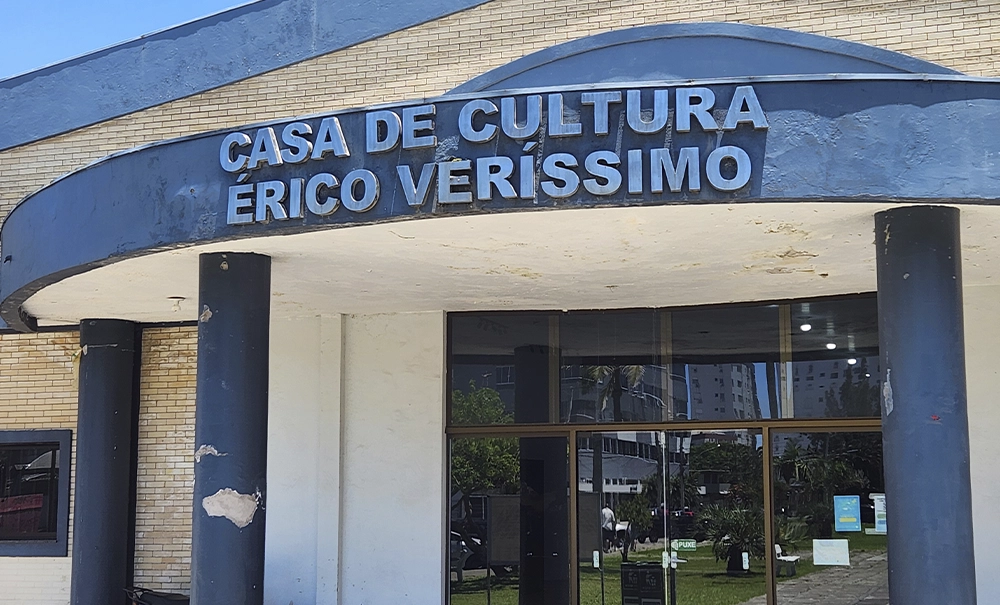 CASA DE CULTURA
ÉRICO VERÍSSIMO
PUXE